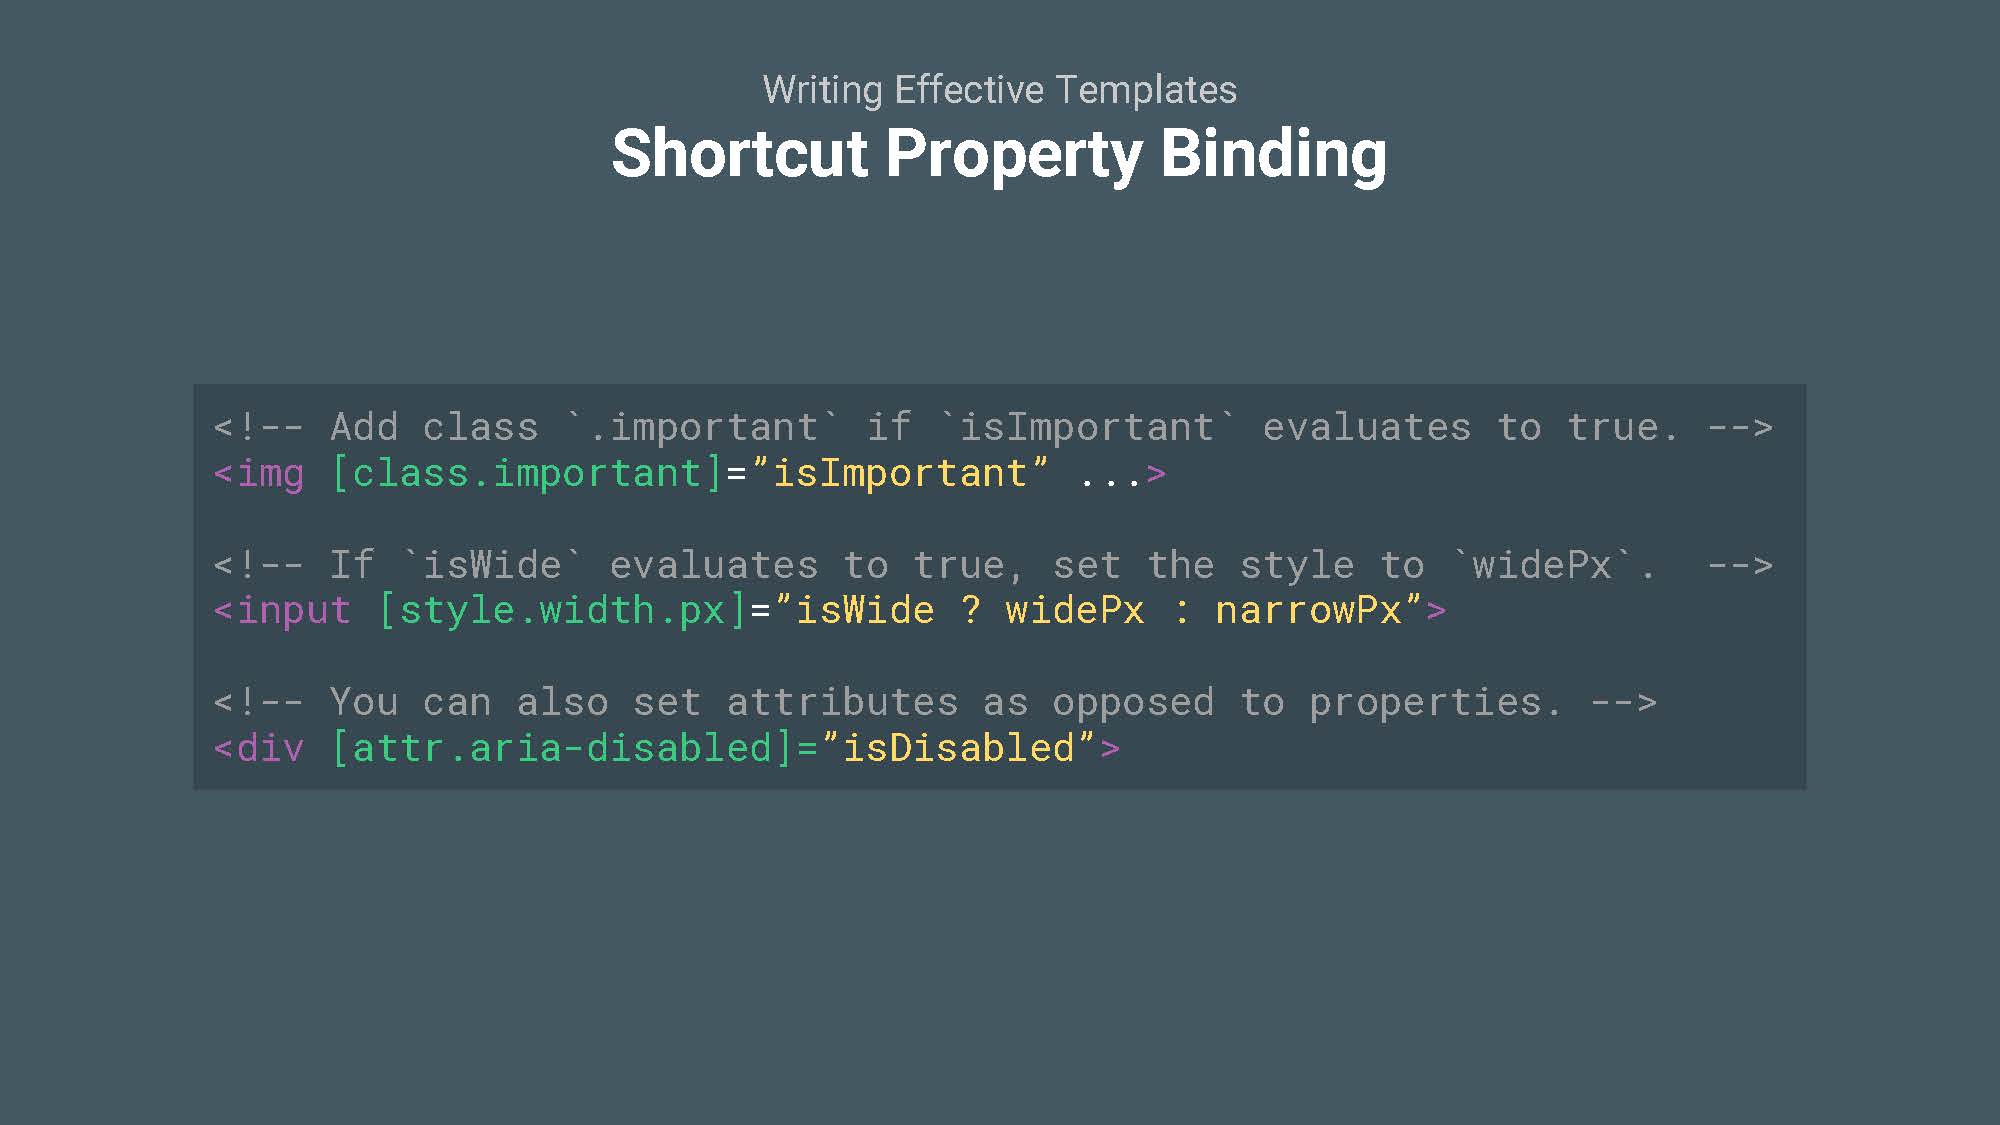 Writing Effective Templates
Shortcut Property Binding
<!-- Add class `.important` if `isImportant` evaluates to true. -->
<img [class.important]=”isImportant” ...>
<!-- If `isWide` evaluates to true, set the style to `widePx`.  -->
<input [style.width.px]=”isWide ? widePx : narrowPx”>
<!-- You can also set attributes as opposed to properties. -->
<div [attr.aria-disabled]=”isDisabled”>